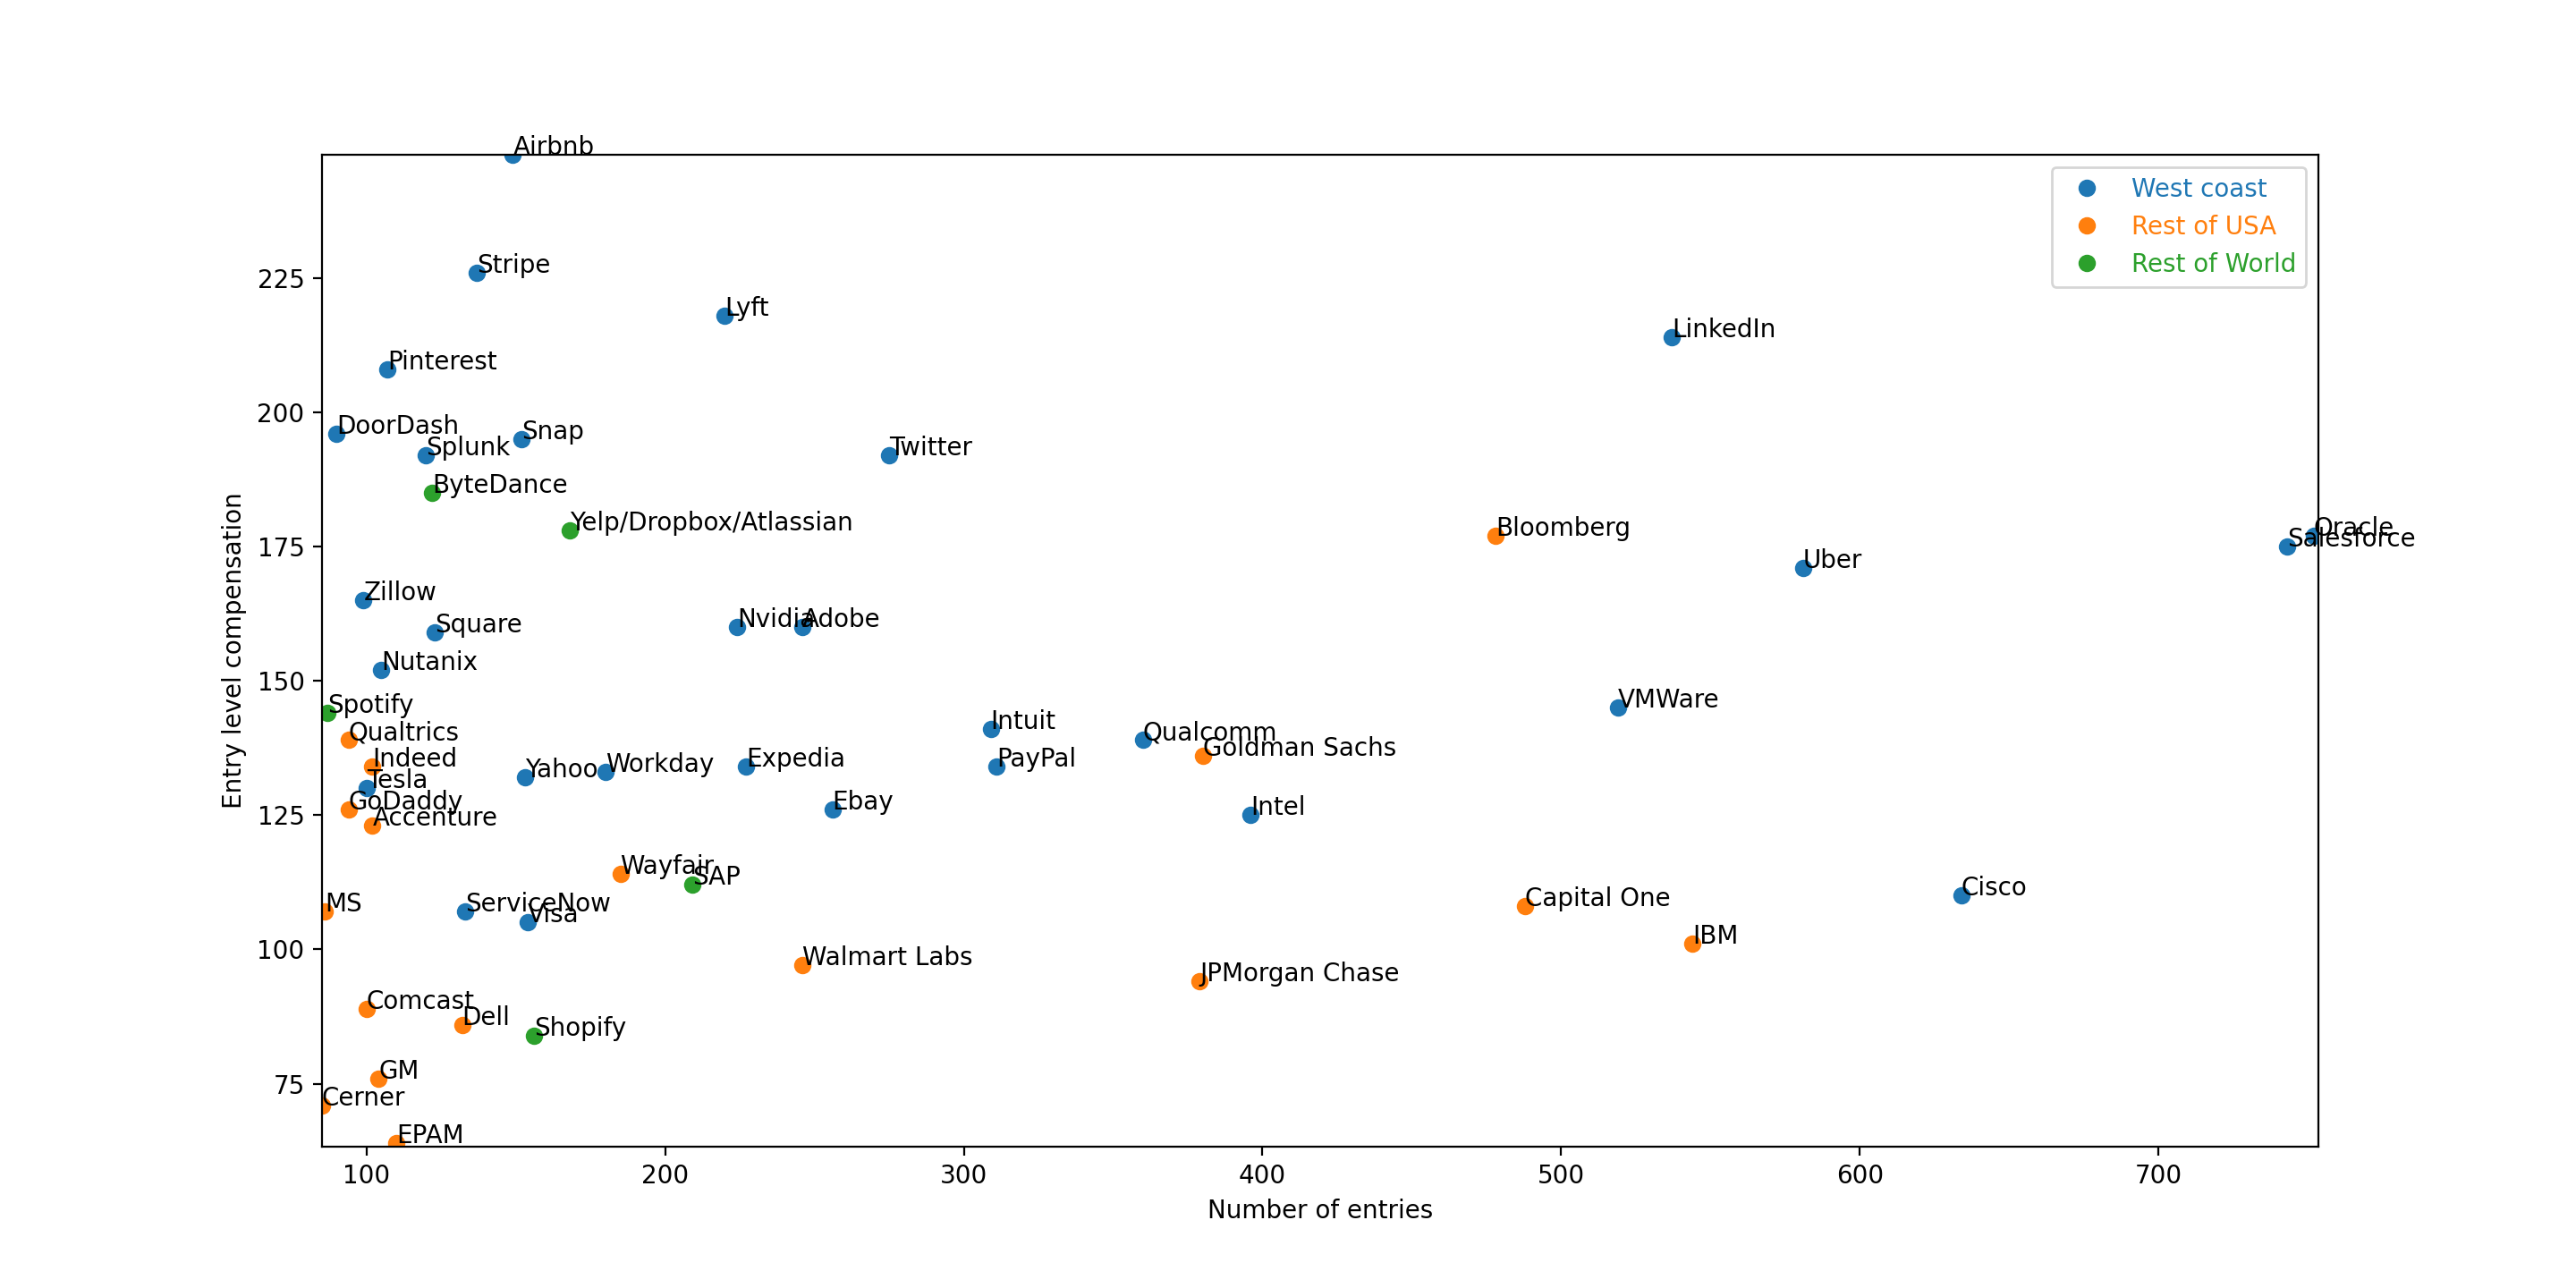 Airbnb
West coast
Rest of USA
Rest of World
Stripe
225
Lyft
LinkedIn
Pinterest
200
DoorDash
Snap
Splunk
Twitter
ByteDance
Yelp/Dropbox/Atlassian
Bloomberg
Oracle
Salesforce
175
Uber
Zillow
Square
Nvidia
Adobe
Nutanix
150
Spotify
VMWare
Intuit
Qualtrics
Qualcomm
Goldman Sachs
Indeed
Yahoo
Workday
Expedia
PayPal
Tesla
GoDaddy
Ebay
Intel
125
Accenture
Wayfair
SAP
Cisco
MS
ServiceNow
Visa
Capital One
IBM
100
Walmart Labs
JPMorgan Chase
Comcast
Dell
Shopify
GM
75
Cerner
EPAM
Entry level compensation
100 200 300 400 500 600 700
Number of entries